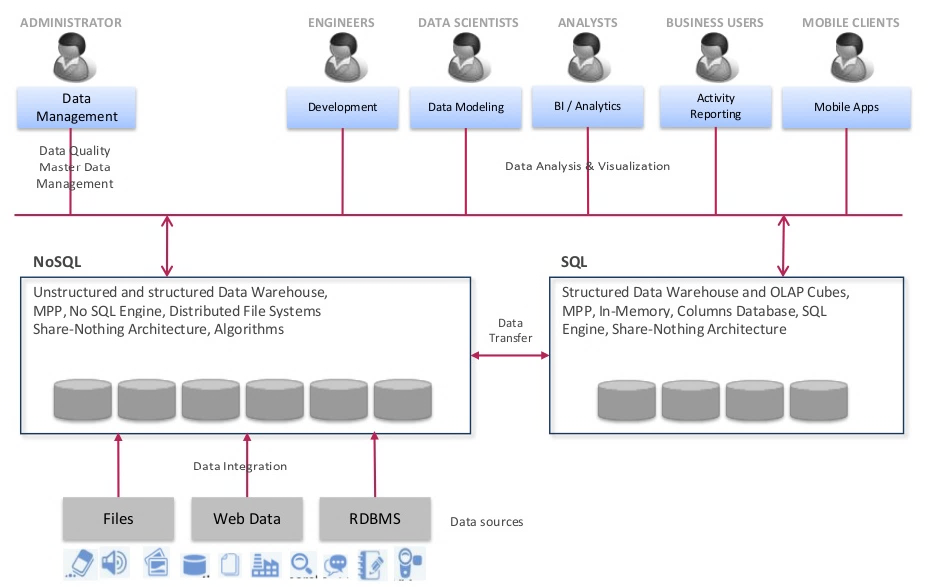 ADMINISTRATOR
ENGINEERS
DATA SCIENTISTS
ANALYSTS
BUSINESS USERS
MOBILE CLIENTS
Data
Management
Development
Data Modeling
BI / Analytics
Activity
Reporting
Mobile Apps
Data Quality
Master Data
Management
Data Analysis & Visualization
NoSQL
Unstructured and structured Data Warehouse,
MPP, No SQL Engine, Distributed File Systems
Share-Nothing Architecture, Algorithms
Data
Transfer
SQL
Structured Data Warehouse and OLAP Cubes,
MPP, In-Memory, Columns Database, SQL
Engine, Share-Nothing Architecture
Data Integration
Files
Web Data
RDBMS
Data sources